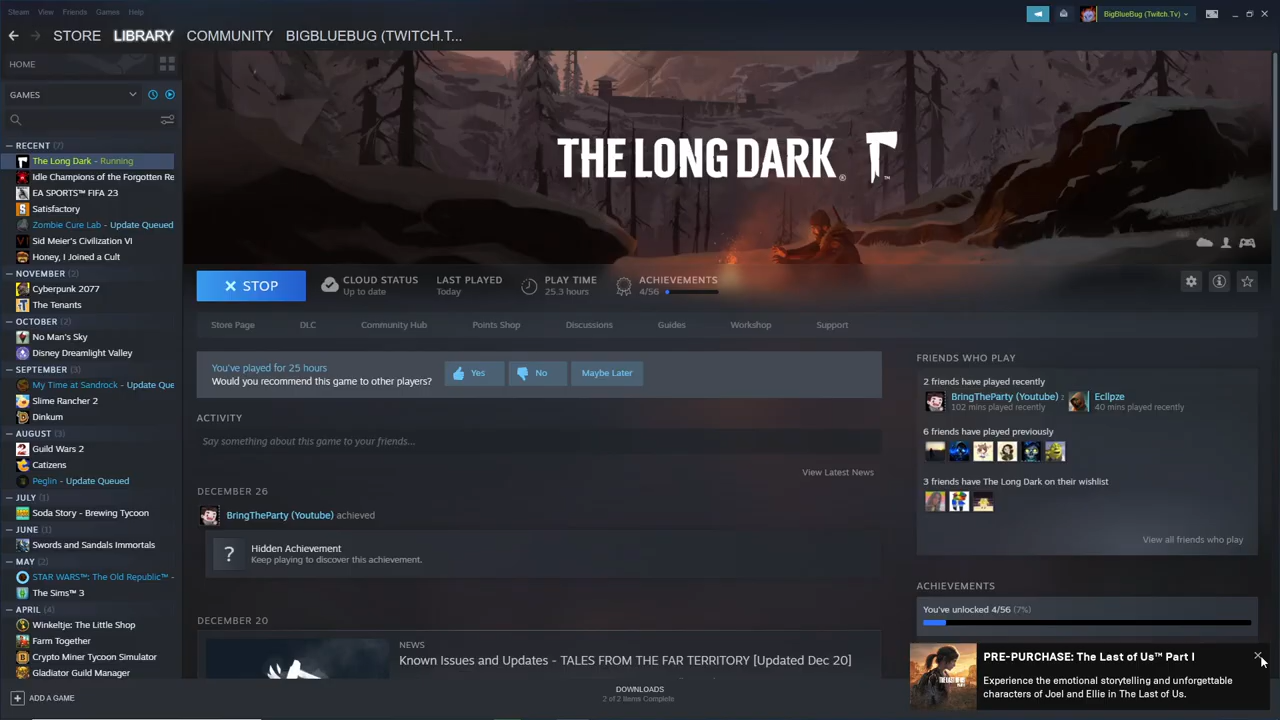 Steam View Friends Games Help
BigBlueBug (Twitch.Tv)
STORE LIBRARY COMMUNITY BIGBLUEBUG (TWITCH.T...
HOME
GAMES
RECENT (7)
The Long Dark - Running
Idle Champions of the Forgotten Re
EA SPORTS™ FIFA 23
Satisfactory
Zombie Cure Lab - Update Queued
Sid Meier's Civilization VI
Honey, I Joined a Cult
NOVEMBER (2)
Cyberpunk 2077
The Tenants
OCTOBER (2)
No Man's Sky
Disney Dreamlight Valley
SEPTEMBER (3)
My Time at Sandrock - Update Que
Slime Rancher 2
Dinkum
AUGUST (3)
Guild Wars 2
Catizens
Peglin - Update Queued
JULY (1)
Soda Story - Brewing Tycoon
JUNE (1)
Swords and Sandals Immortals
MAY (2)
STAR WARS™: The Old Republic™ -
The Sims™ 3
APRIL (4)
Winkeltje: The Little Shop
Farm Together
Crypto Miner Tycoon Simulator
Gladiator Guild Manager
ADD A GAME
THE LONG DARK®
™
STOP
CLOUD STATUS
Up to date
LAST PLAYED
Today
PLAY TIME
25.3 hours
ACHIEVEMENTS
4/56
Store Page DLC Community Hub Points Shop Discussions Guides Workshop Support
You've played for 25 hours
Would you recommend this game to other players?
Yes No Maybe Later
ACTIVITY
Say something about this game to your friends...
View Latest News
DECEMBER 26
BringTheParty (Youtube) achieved
?
Hidden Achievement
Keep playing to discover this achievement.
DECEMBER 20
NEWS
Known Issues and Updates - TALES FROM THE FAR TERRITORY [Updated Dec 20]
FRIENDS WHO PLAY
2 friends have played recently
BringTheParty (Youtube)
102 mins played recently
Ecllpze
40 mins played recently
6 friends have played previously
3 friends have The Long Dark on their wishlist
View all friends who play
ACHIEVEMENTS
You've unlocked 4/56 (7%)
PRE-PURCHASE: The Last of Us™ Part I
Experience the emotional storytelling and unforgettable
characters of Joel and Ellie in The Last of Us.
DOWNLOADS
2 of 2 Items Complete